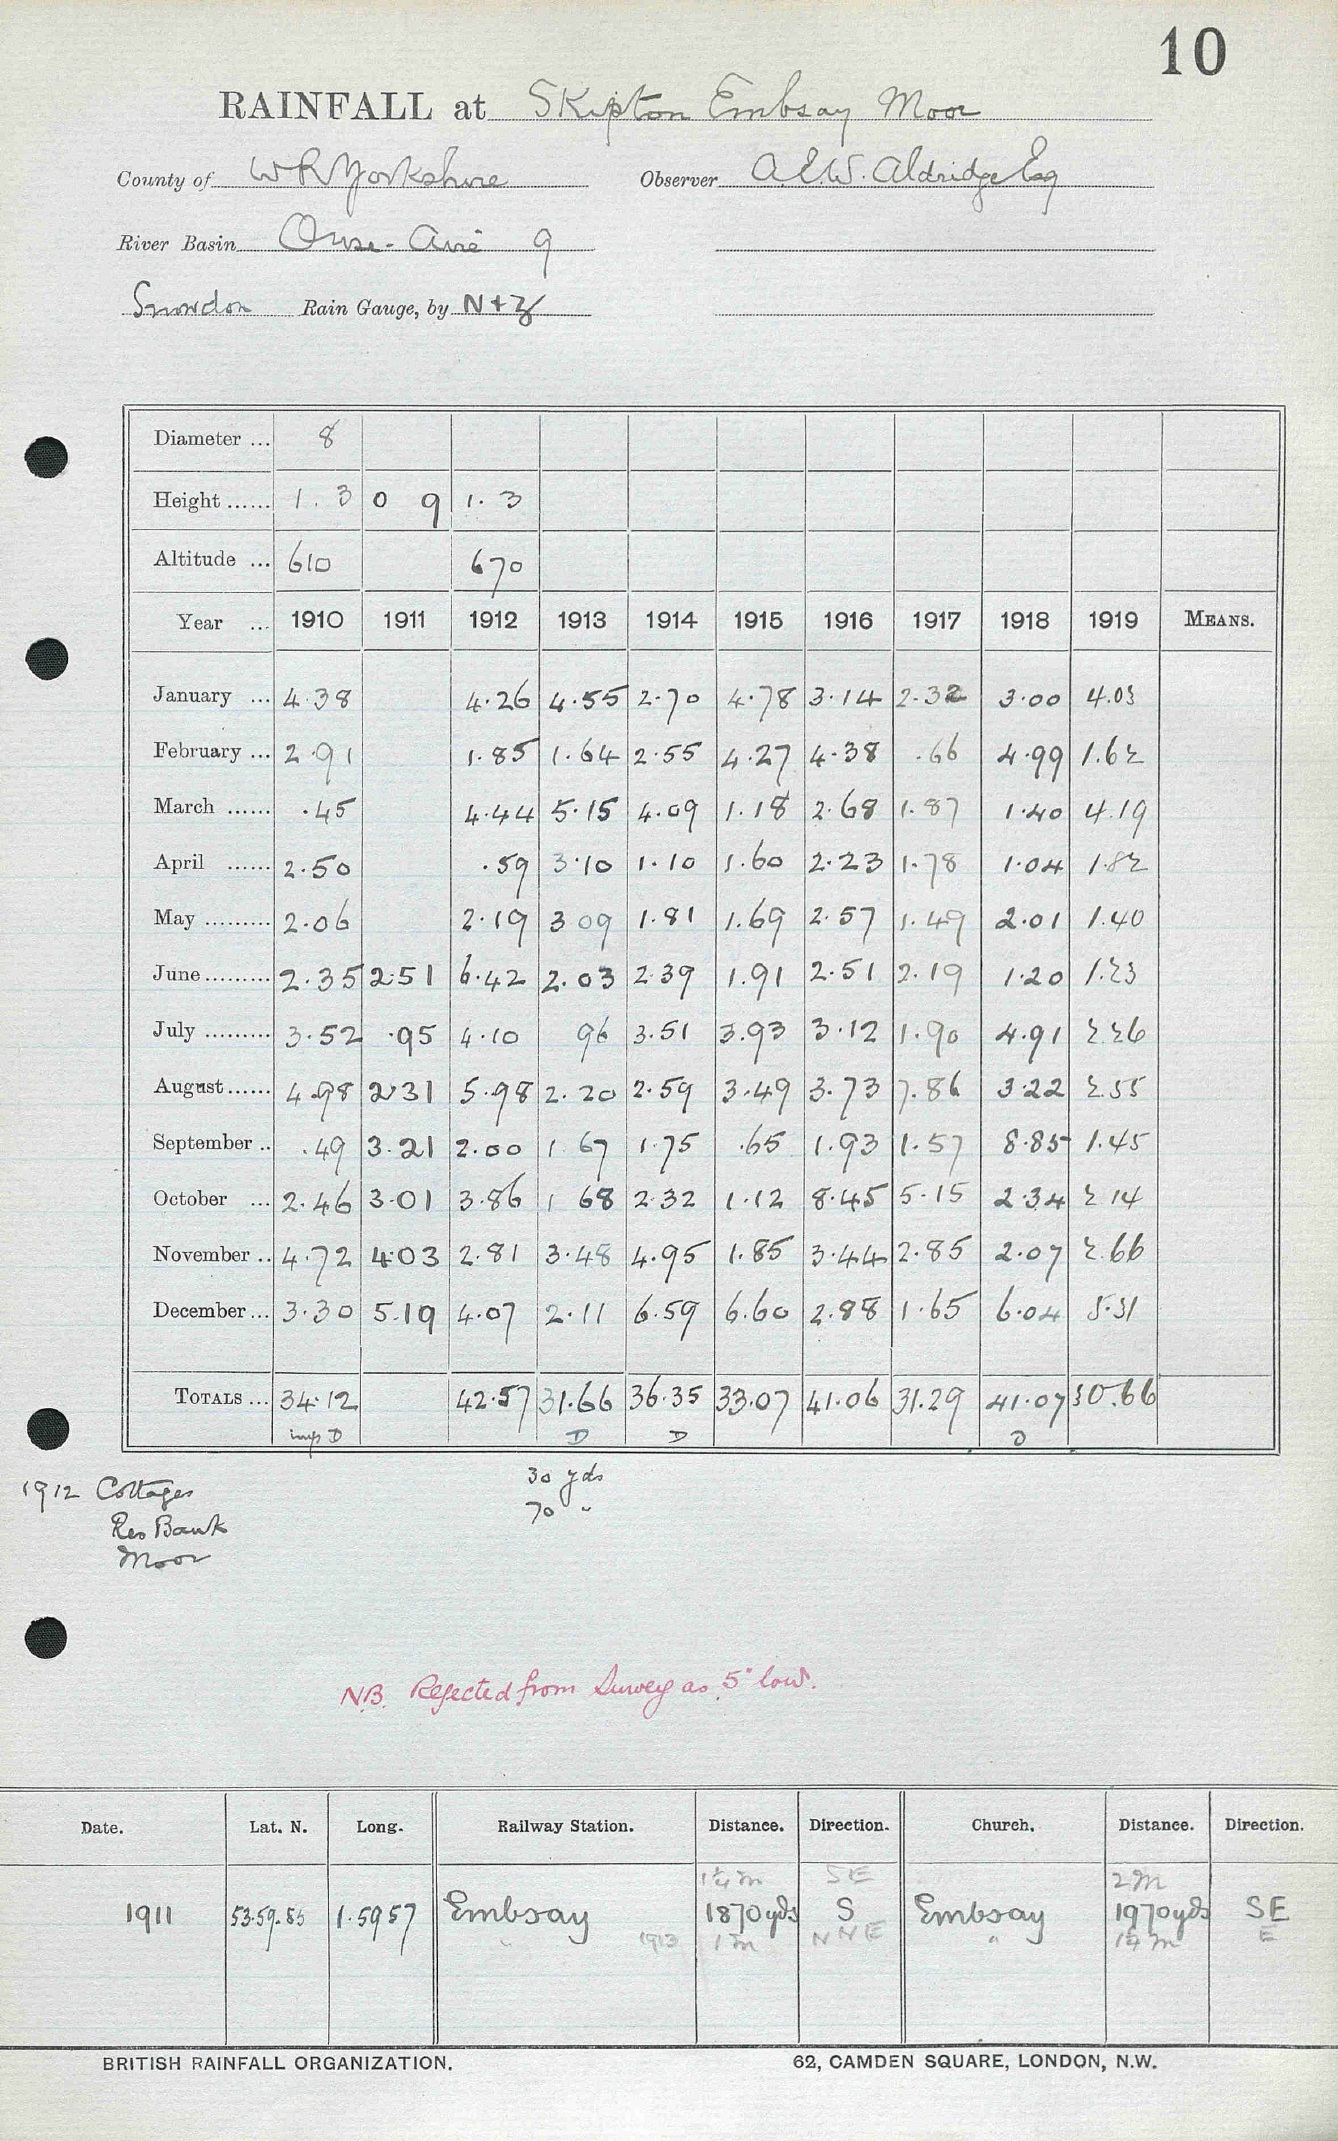 10
RAINFALL at Skipton Embsay Moor
County of W R Yorkshire Observer A.E.W. Aldridge Esq
River Basin Ouse - Aire 9
Snowdon Rain Gauge, by N + Z
Diameter ... 8
Height ...... 1. 3 0 9 1. 3
Altitude ... 610 670
Year ... 1910 1911 1912 1913 1914 1915 1916 1917 1918 1919 MEANS.
January ... 4.38 4.26 4.55 2.70 4.78 3.14 2.32 3.00 4.03
February ... 2.91 1.85 1.64 2.55 4.27 4.38 .66 4.99 1.62
March ...... .45 4.44 5.15 4.09 1.18 2.68 1.87 1.40 4.19
April ...... 2.50 .59 3.10 1.10 1.60 2.23 1.78 1.04 1.82
May ......... 2.06 2.19 3 09 1.81 1.69 2.57 1.49 2.01 1.40
June ......... 2.35 2.51 6.42 2.03 2.39 1.91 2.51 2.19 1.20 1.23
July ......... 3.52 .95 4.10 96 3.51 3.93 3.12 1.90 4.91 2.26
August ...... 4.98 2.31 5.98 2.20 2.59 3.49 3.73 7.86 3.22 2.55
September .. .49 3.21 2.00 1 67 1.75 .65 1.93 1.57 8.85 1.45
October ... 2.46 3.01 3.86 1 68 2.32 1.12 8.45 5.15 2.34 2 14
November .. 4.72 4.03 2.81 3.48 4.95 1.85 3.44 2.85 2.07 2.66
December ... 3.30 5.19 4.07 2.11 6.59 6.60 2.88 1.65 6.04 5.31
TOTALS ... 34.12 42.57 31.66 36.35 33.07 41.06 31.29 41.07 30.66
D D D D
1912 Cottages 30 yds
Res Bank 70 "
Moor
N.B. Rejected from Survey as 5" low.
Date. Lat. N. Long. Railway Station. Distance. Direction. Church. Distance. Direction.
1¼ m SE 2 m
1911 53.59.85 1.59 57 Embsay 1870 yds S Embsay 1970 yds SE
" 1913 1 m N N E " 1¼ m E
BRITISH RAINFALL ORGANIZATION. 62, CAMDEN SQUARE, LONDON, N.W.